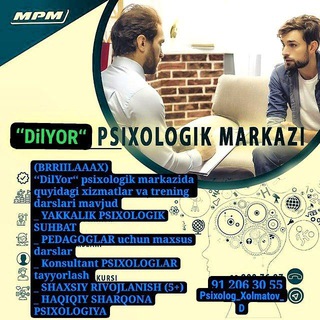 MPM
“DilYOR“ PSIXOLOGIK MARKAZI
(BRRIILAAAX)
“DilYor“ psixologik markazida
quyidagi xizmatlar va trening
darslari mavjud
_ YAKKALIK PSIXOLOGIK
SUHBAT
_ PEDAGOGLAR uchun maxsus
darslar
_ Konsultant PSIXOLOGLAR
tayyorlash KURSI
_ SHAXSIY RIVOJLANISH (5+)
_ HAQIQIY SHARQONA
PSIXOLOGIYA
91 206 30 55
Psixolog_Xolmatov_
D